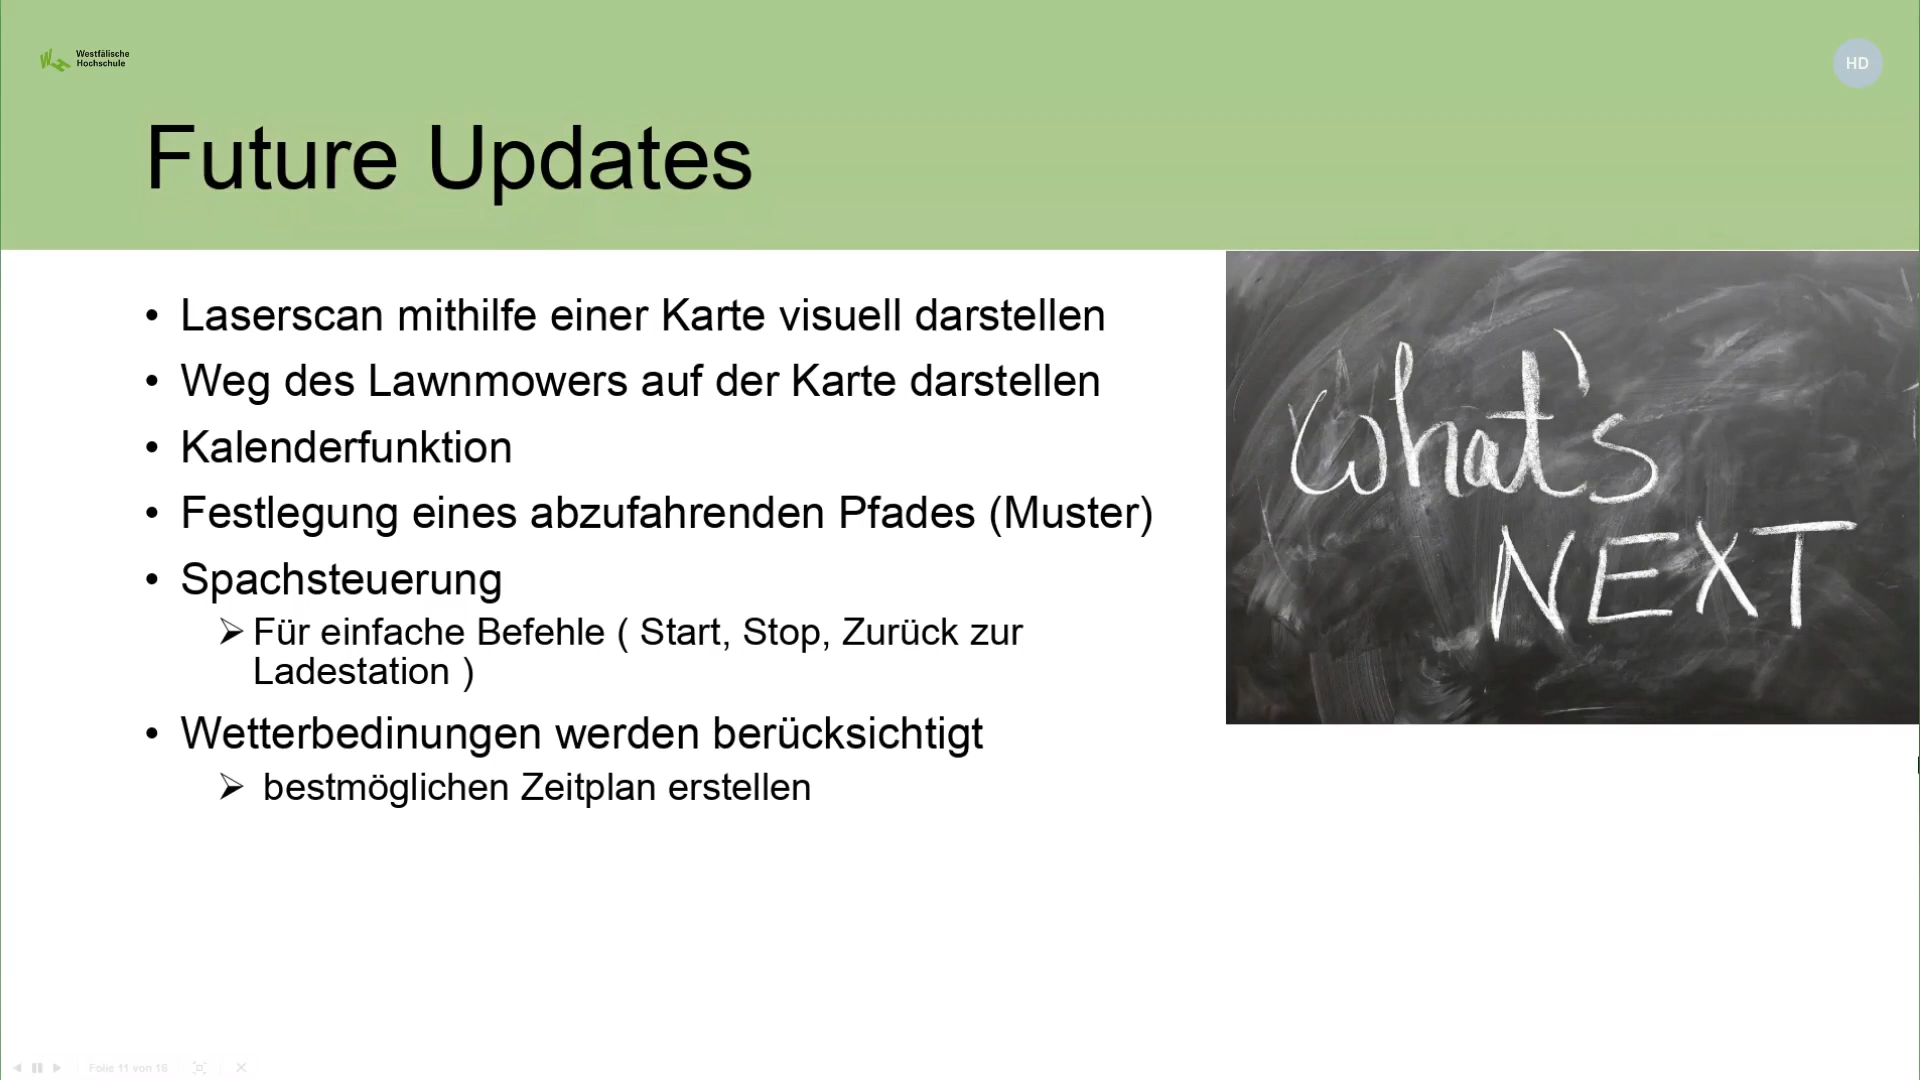 Westfälische
Hochschule
HD
Future Updates
• Laserscan mithilfe einer Karte visuell darstellen
• Weg des Lawnmowers auf der Karte darstellen
• Kalenderfunktion
• Festlegung eines abzufahrenden Pfades (Muster)
• Spachsteuerung
➢ Für einfache Befehle ( Start, Stop, Zurück zur
Ladestation )
• Wetterbedinungen werden berücksichtigt
➢ bestmöglichen Zeitplan erstellen
What's
NEXT
Folie 11 von 16